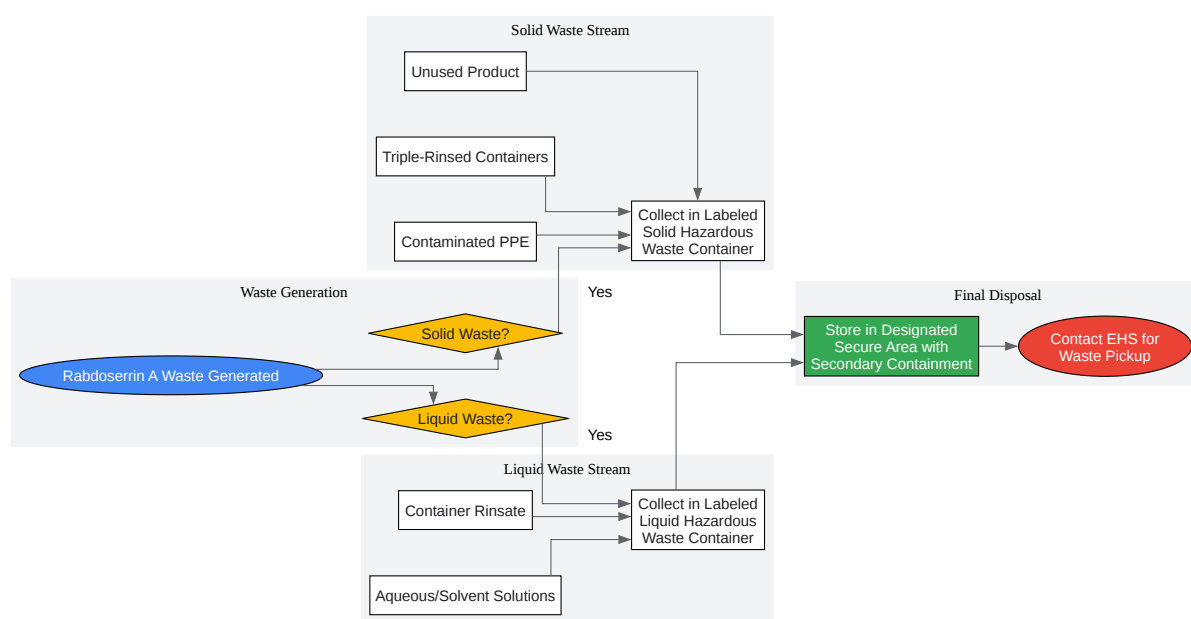 Solid Waste Stream
Unused Product
Triple-Rinsed Containers
Contaminated PPE
Collect in Labeled
Solid Hazardous
Waste Container
Waste Generation
Yes
Solid Waste?
Rabdoserrin A Waste Generated
Liquid Waste?
Yes
Final Disposal
Store in Designated
Secure Area with
Secondary Containment
Contact EHS for
Waste Pickup
Liquid Waste Stream
Container Rinsate
Aqueous/Solvent Solutions
Collect in Labeled
Liquid Hazardous
Waste Container